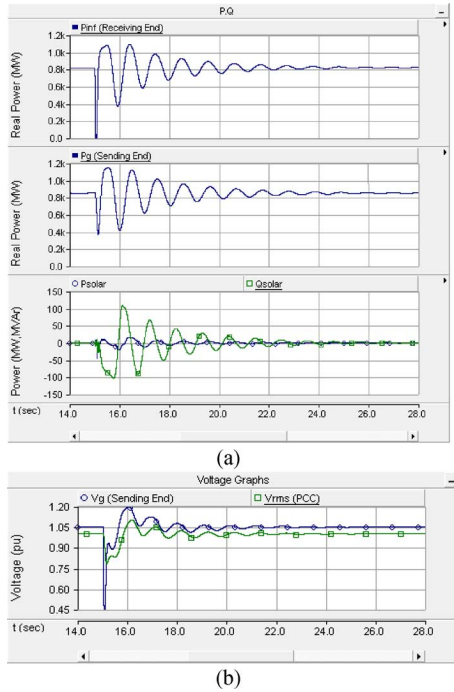 P,Q
Pinf (Receiving End)
Real Power (MW)
1.2k
1.0k
0.8k
0.6k
0.4k
0.2k
0.0
Pg (Sending End)
Real Power (MW)
1.2k
1.0k
0.8k
0.6k
0.4k
0.2k
0.0
Psolar Qsolar
Power (MW,MVAr)
150
100
50
0
-50
-100
-150
t (sec) 14.0 16.0 18.0 20.0 22.0 24.0 26.0 28.0
(a)
Voltage Graphs
Vg (Sending End) Vrms (PCC)
Voltage (pu)
1.20
1.05
0.90
0.75
0.60
0.45
t (sec) 14.0 16.0 18.0 20.0 22.0 24.0 26.0 28.0
(b)